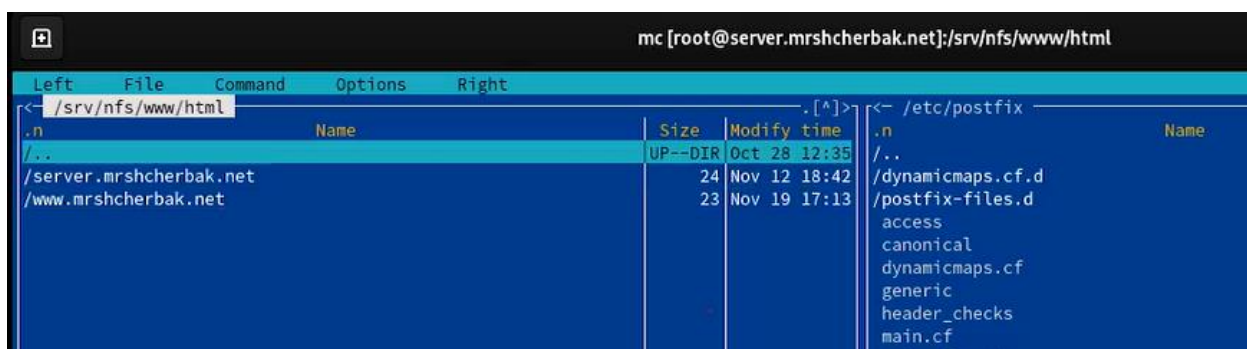 mc [root@server.mrshcherbak.net]:/srv/nfs/www/html
Left File Command Options Right
<- /srv/nfs/www/html .[^]> <- /etc/postfix
.n Name Size Modify time .n Name
/.. UP--DIR Oct 28 12:35 /..
/server.mrshcherbak.net 24 Nov 12 18:42 /dynamicmaps.cf.d
/www.mrshcherbak.net 23 Nov 19 17:13 /postfix-files.d
access
canonical
dynamicmaps.cf
generic
header_checks
main.cf